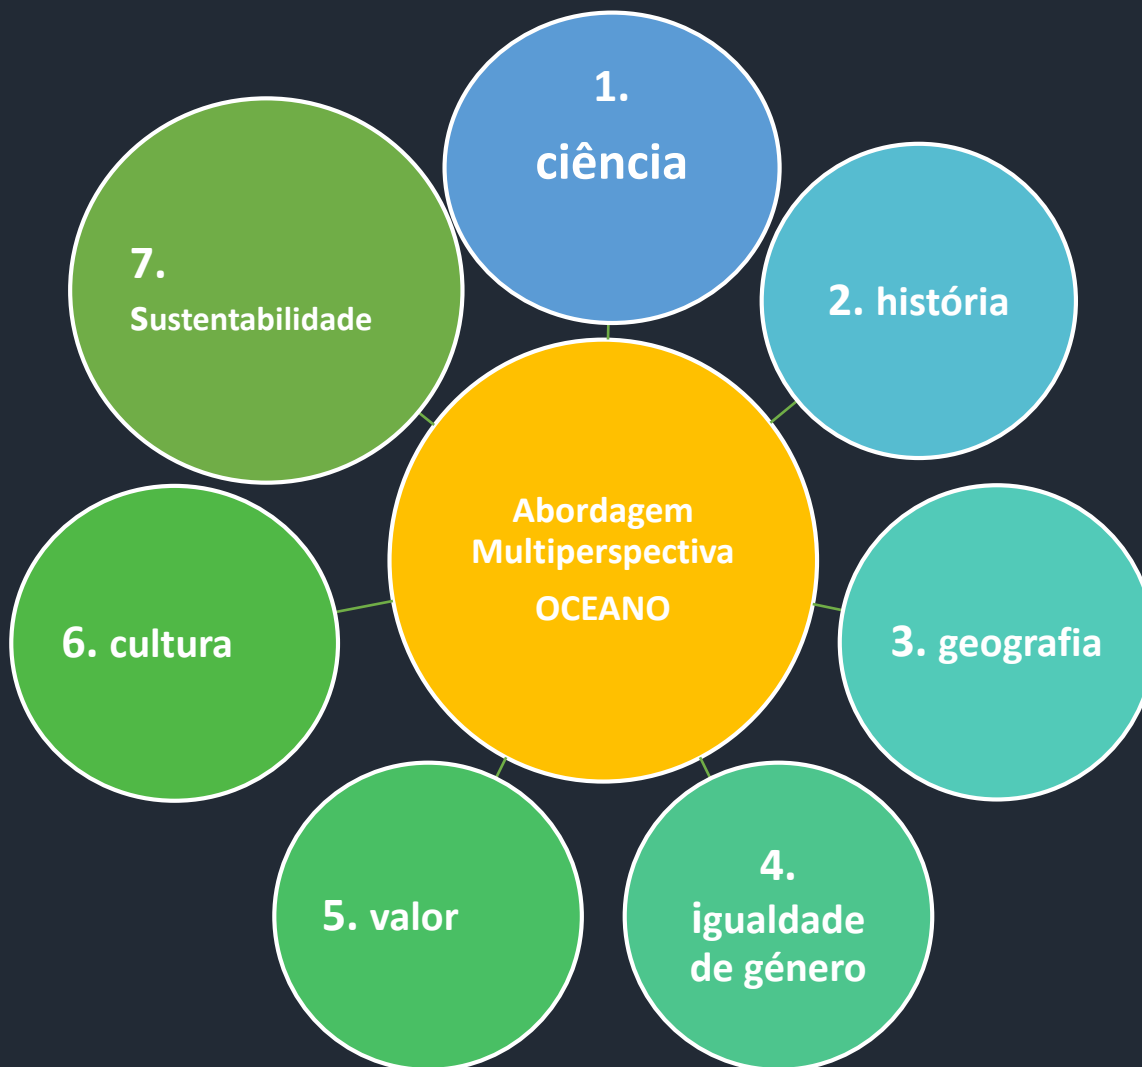 1.
ciência
2. história
3. geografia
4.
igualdade
de género
5. valor
6. cultura
7.
Sustentabilidade
Abordagem
Multiperspectiva
OCEANO